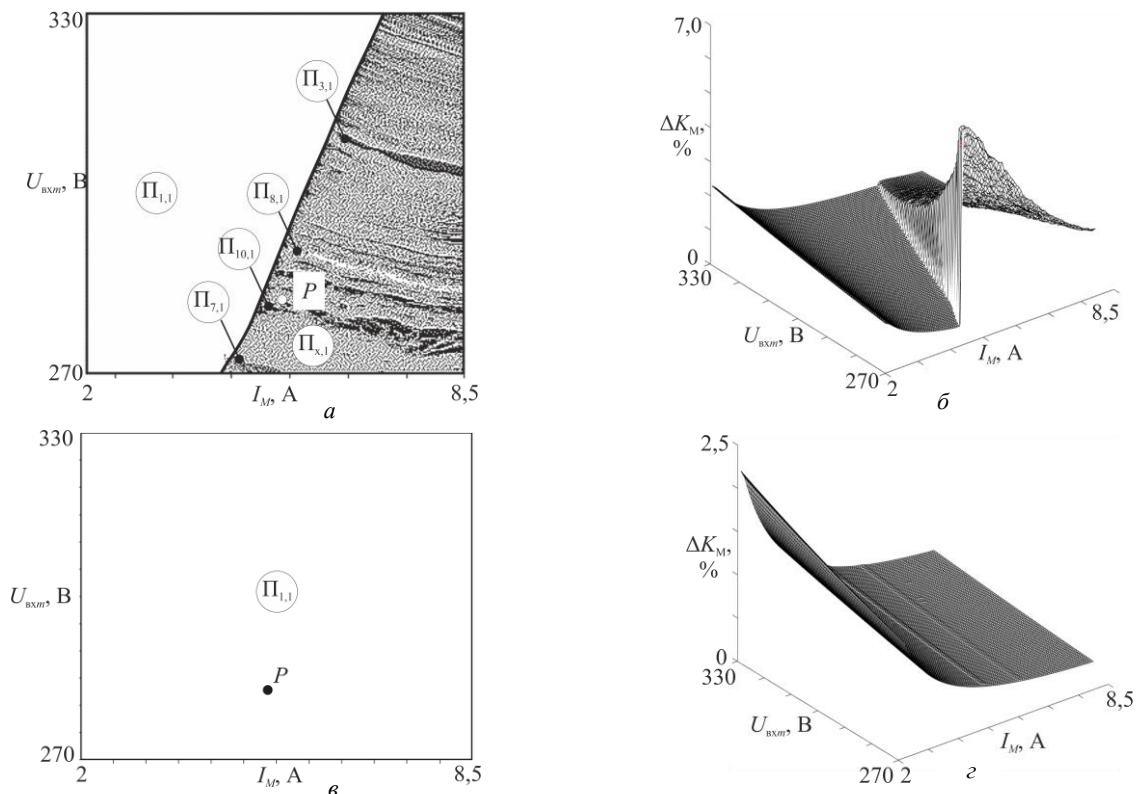 330
U_вхm, В
270
2
I_M, А
8,5
П_3,1
П_1,1
П_8,1
П_10,1
П_7,1
P
П_х,1
а
7,0
ΔK_М,
%
0
330
U_вхm, В
270
2
I_M, А
8,5
б
330
U_вхm, В
270
2
I_M, А
8,5
П_1,1
P
в
2,5
ΔK_М,
%
0
330
U_вхm, В
270 2
I_M, А
8,5
г